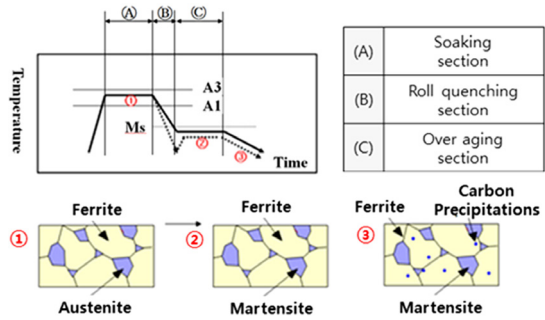 (A) (B) (C)
Temperature
A3
A1
Ms
①
②
③
Time
(A) Soaking section
(B) Roll quenching section
(C) Over aging section
① Ferrite
Austenite
② Ferrite
Martensite
③ Ferrite
Carbon Precipitations
Martensite